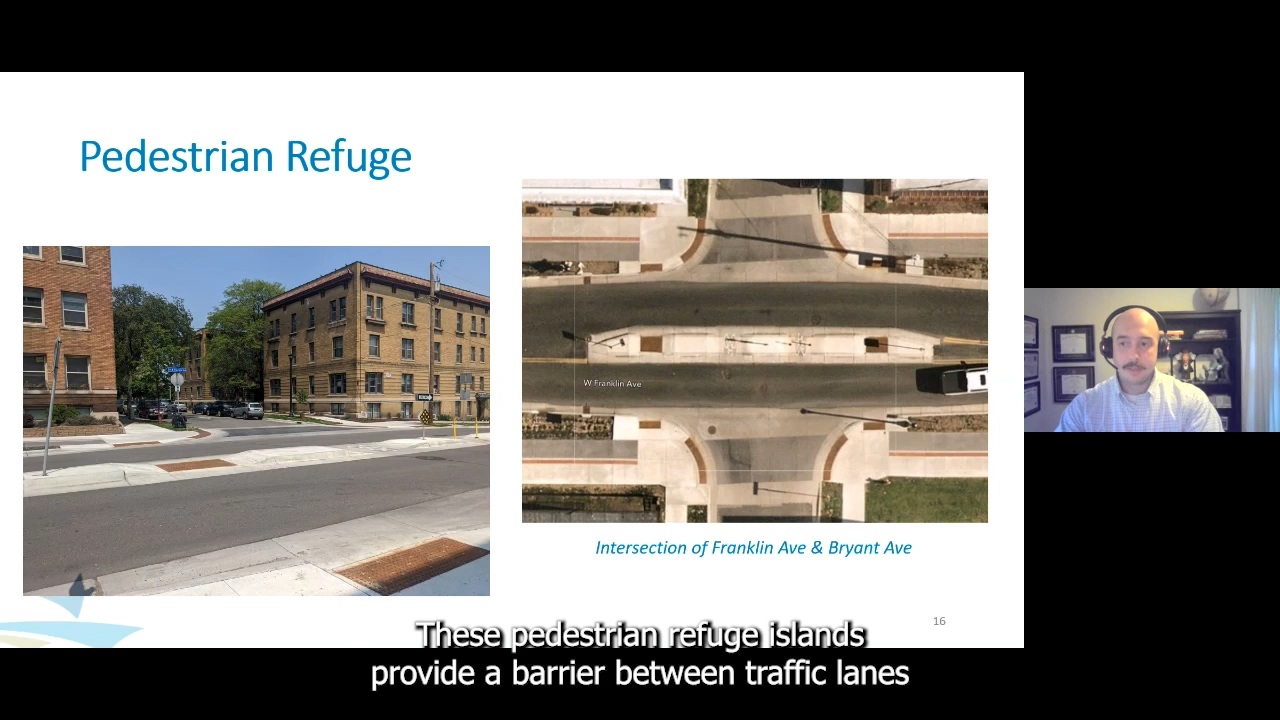 Pedestrian Refuge
W Franklin Ave
Intersection of Franklin Ave & Bryant Ave
16
These pedestrian refuge islands
provide a barrier between traffic lanes